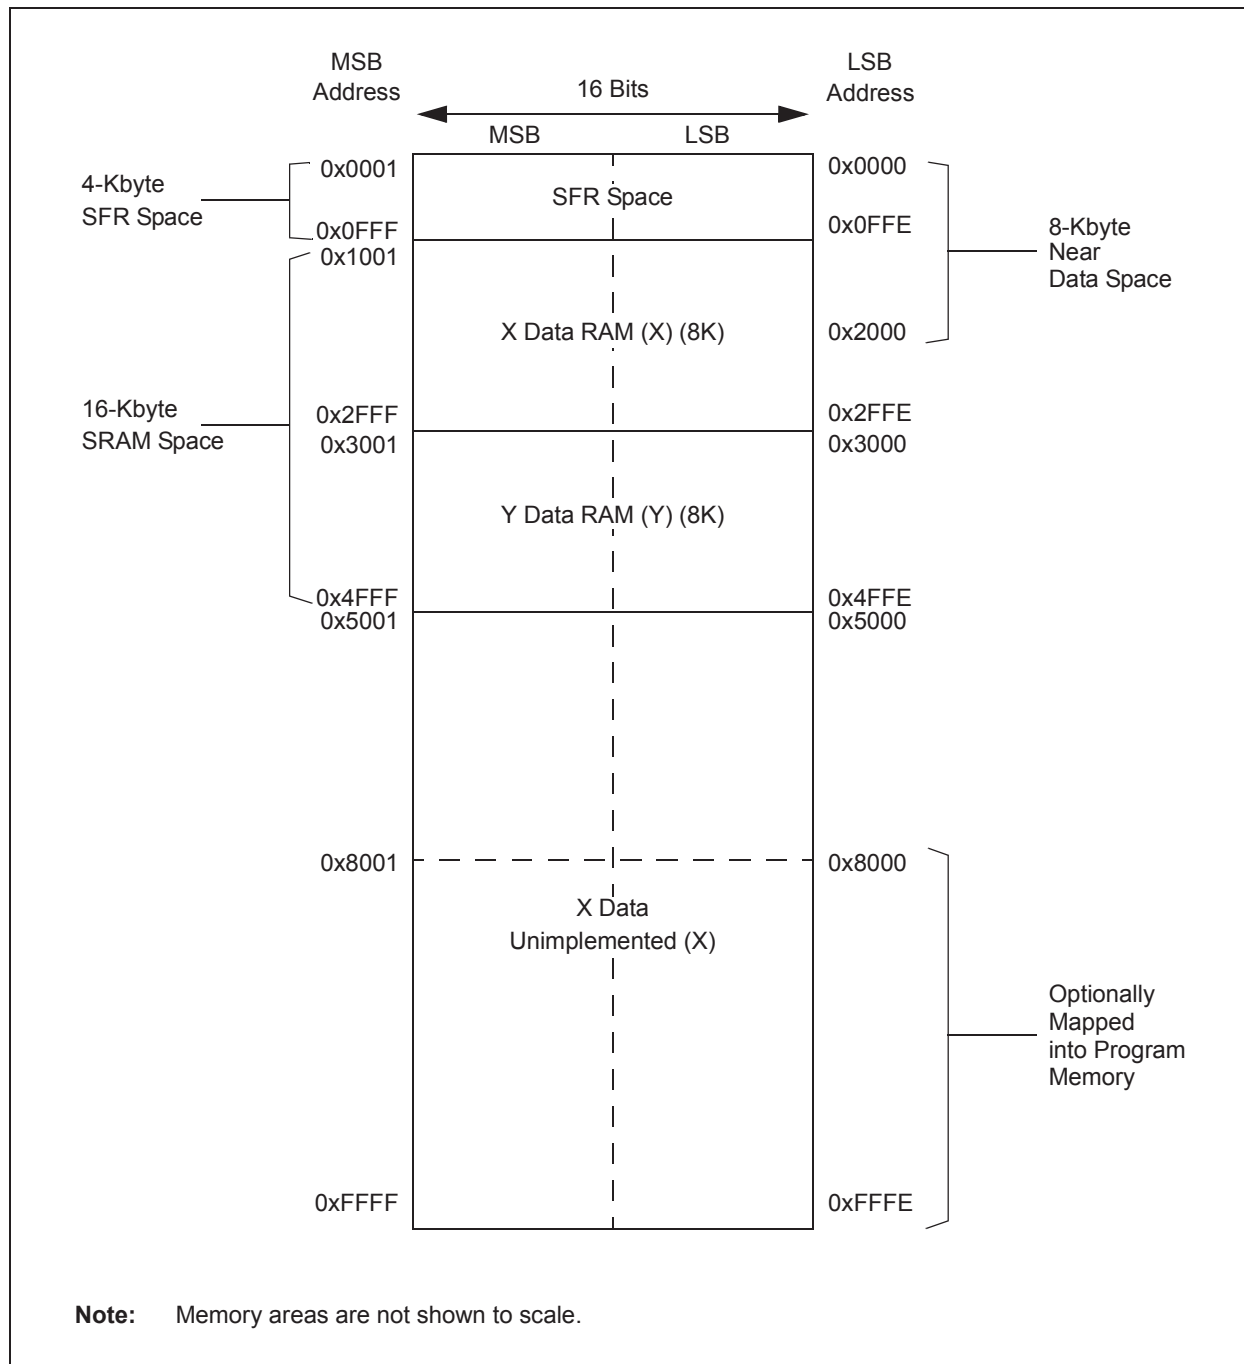 MSB
Address
16 Bits
LSB
Address
MSB
LSB
0x0001
0x0000
4-Kbyte
SFR Space
SFR Space
0x0FFF
0x0FFE
8-Kbyte
Near
Data Space
0x1001
X Data RAM (X) (8K)
0x2000
16-Kbyte
SRAM Space
0x2FFF
0x2FFE
0x3001
0x3000
Y Data RAM (Y) (8K)
0x4FFF
0x4FFE
0x5001
0x5000
0x8001
0x8000
X Data
Unimplemented (X)
Optionally
Mapped
into Program
Memory
0xFFFF
0xFFFE
Note: Memory areas are not shown to scale.